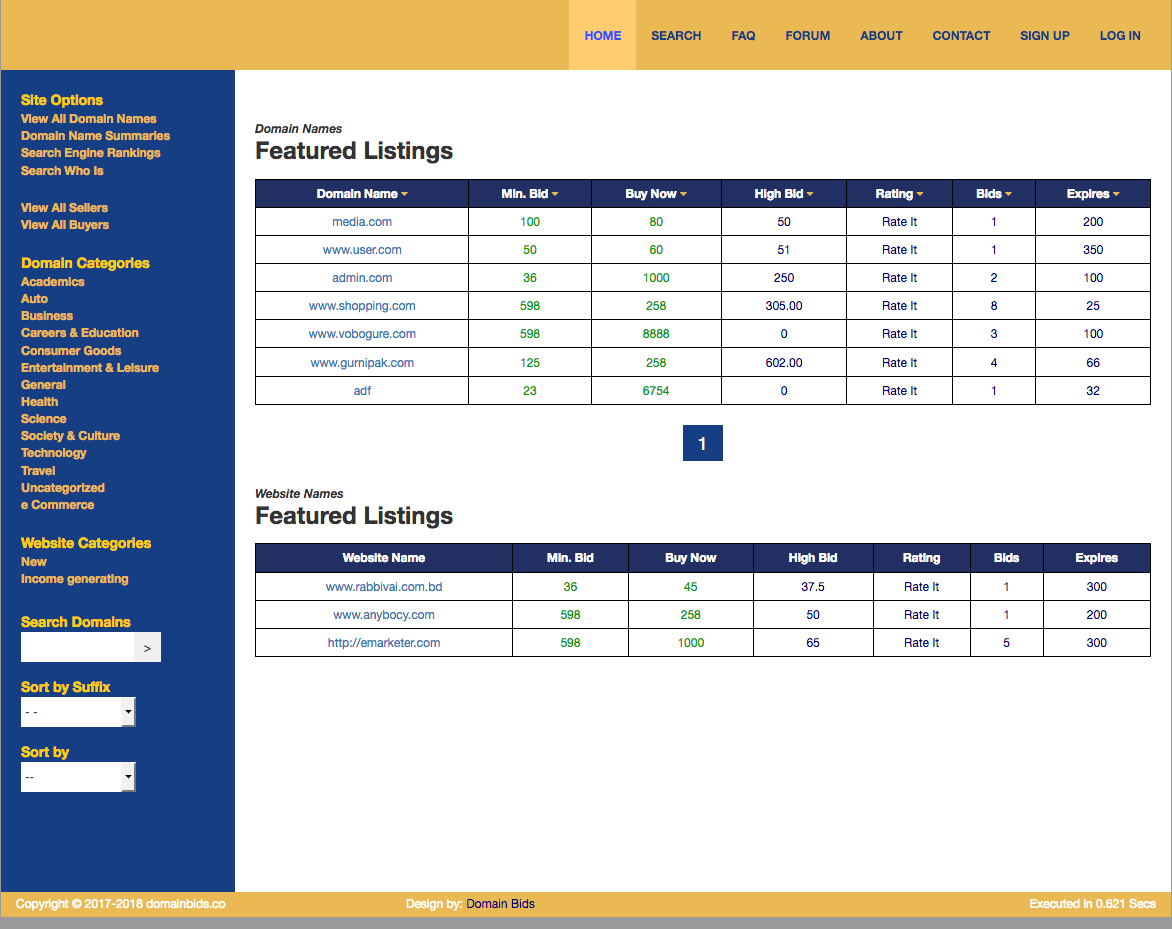 HOME SEARCH FAQ FORUM ABOUT CONTACT SIGN UP LOG IN
Site Options
View All Domain Names
Domain Name Summaries
Search Engine Rankings
Search Who Is
View All Sellers
View All Buyers
Domain Categories
Academics
Auto
Business
Careers & Education
Consumer Goods
Entertainment & Leisure
General
Health
Science
Society & Culture
Technology
Travel
Uncategorized
e Commerce
Website Categories
New
Income generating
Search Domains
>
Sort by Suffix
- -
Sort by
--
Domain Names
Featured Listings
Domain Name Min. Bid Buy Now High Bid Rating Bids Expires
media.com 100 80 50 Rate It 1 200
www.user.com 50 60 51 Rate It 1 350
admin.com 36 1000 250 Rate It 2 100
www.shopping.com 598 258 305.00 Rate It 8 25
www.vobogure.com 598 8888 0 Rate It 3 100
www.gurnipak.com 125 258 602.00 Rate It 4 66
adf 23 6754 0 Rate It 1 32
1
Website Names
Featured Listings
Website Name Min. Bid Buy Now High Bid Rating Bids Expires
www.rabbivai.com.bd 36 45 37.5 Rate It 1 300
www.anybocy.com 598 258 50 Rate It 1 200
http://emarketer.com 598 1000 65 Rate It 5 300
Copyright © 2017-2018 domainbids.co Design by: Domain Bids Executed in 0.621 Secs